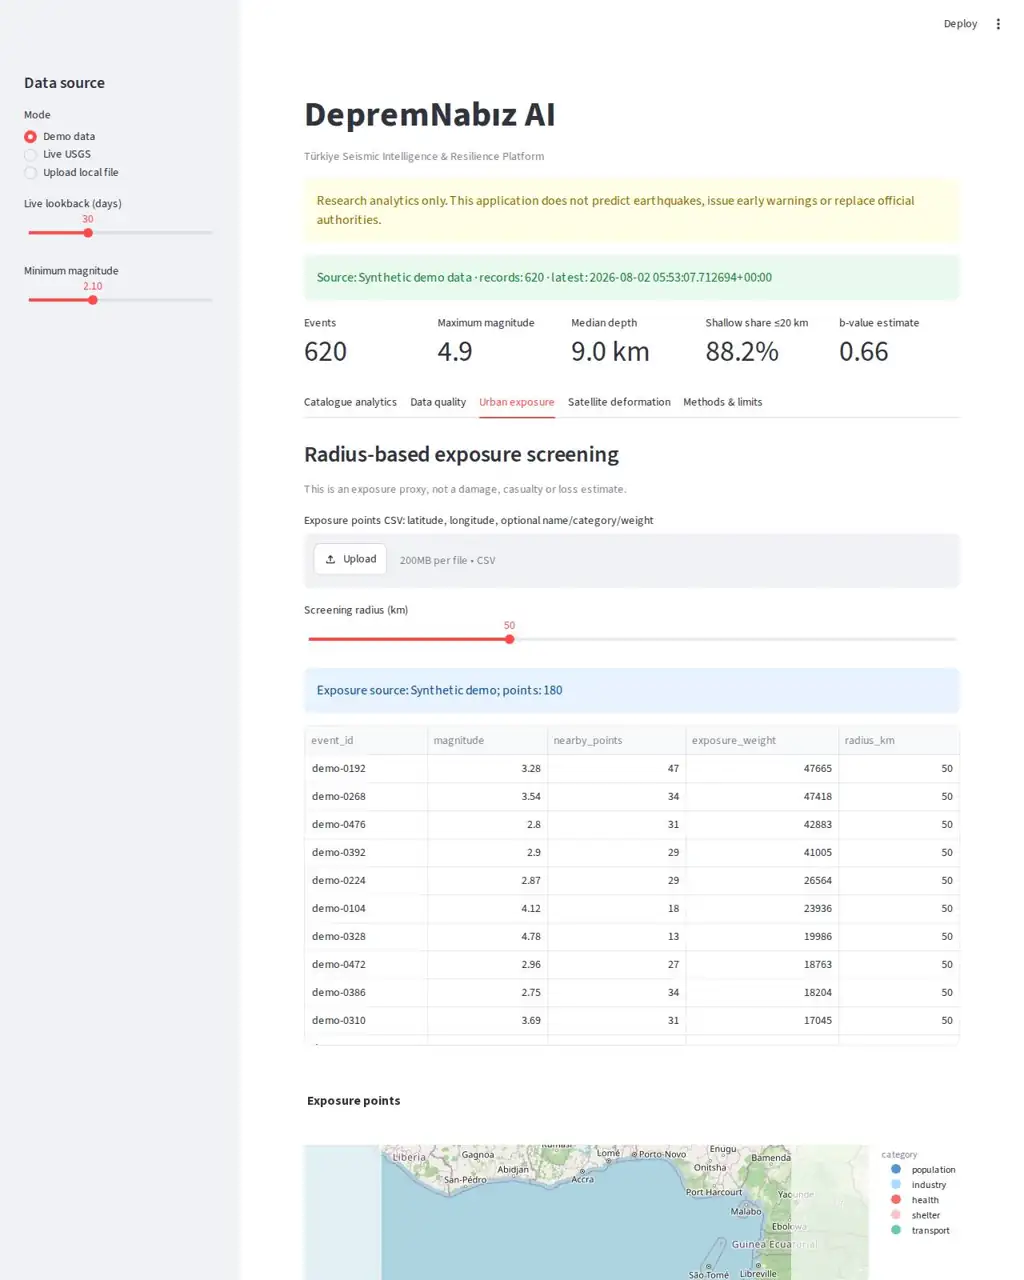 Deploy
Data source
Mode
Demo data
Live USGS
Upload local file
Live lookback (days)
30
Minimum magnitude
2.10
DepremNabız AI
Türkiye Seismic Intelligence & Resilience Platform
Research analytics only. This application does not predict earthquakes, issue early warnings or replace official
authorities.
Source: Synthetic demo data · records: 620 · latest: 2026-08-02 05:53:07.712694+00:00
Events Maximum magnitude Median depth Shallow share ≤20 km b-value estimate
620 4.9 9.0 km 88.2% 0.66
Catalogue analytics Data quality Urban exposure Satellite deformation Methods & limits
Radius-based exposure screening
This is an exposure proxy, not a damage, casualty or loss estimate.
Exposure points CSV: latitude, longitude, optional name/category/weight
Upload 200MB per file • CSV
Screening radius (km)
50
Exposure source: Synthetic demo; points: 180
event_id magnitude nearby_points exposure_weight radius_km
demo-0192 3.28 47 47665 50
demo-0268 3.54 34 47418 50
demo-0476 2.8 31 42883 50
demo-0392 2.9 29 41005 50
demo-0224 2.87 29 26564 50
demo-0104 4.12 18 23936 50
demo-0328 4.78 13 19986 50
demo-0472 2.96 27 18763 50
demo-0386 2.75 34 18204 50
demo-0310 3.69 31 17045 50
Exposure points
Liberia Gagnoa Kumasi Lomé Porto-Novo Enugu Bamenda
Abidjan Onitsha
San-Pédro Accra
Port Harcourt Yaoundé
Malabo
Ebolowa
Guinea Ecuatorial
São Tomé Libreville
category
population
industry
health
shelter
transport